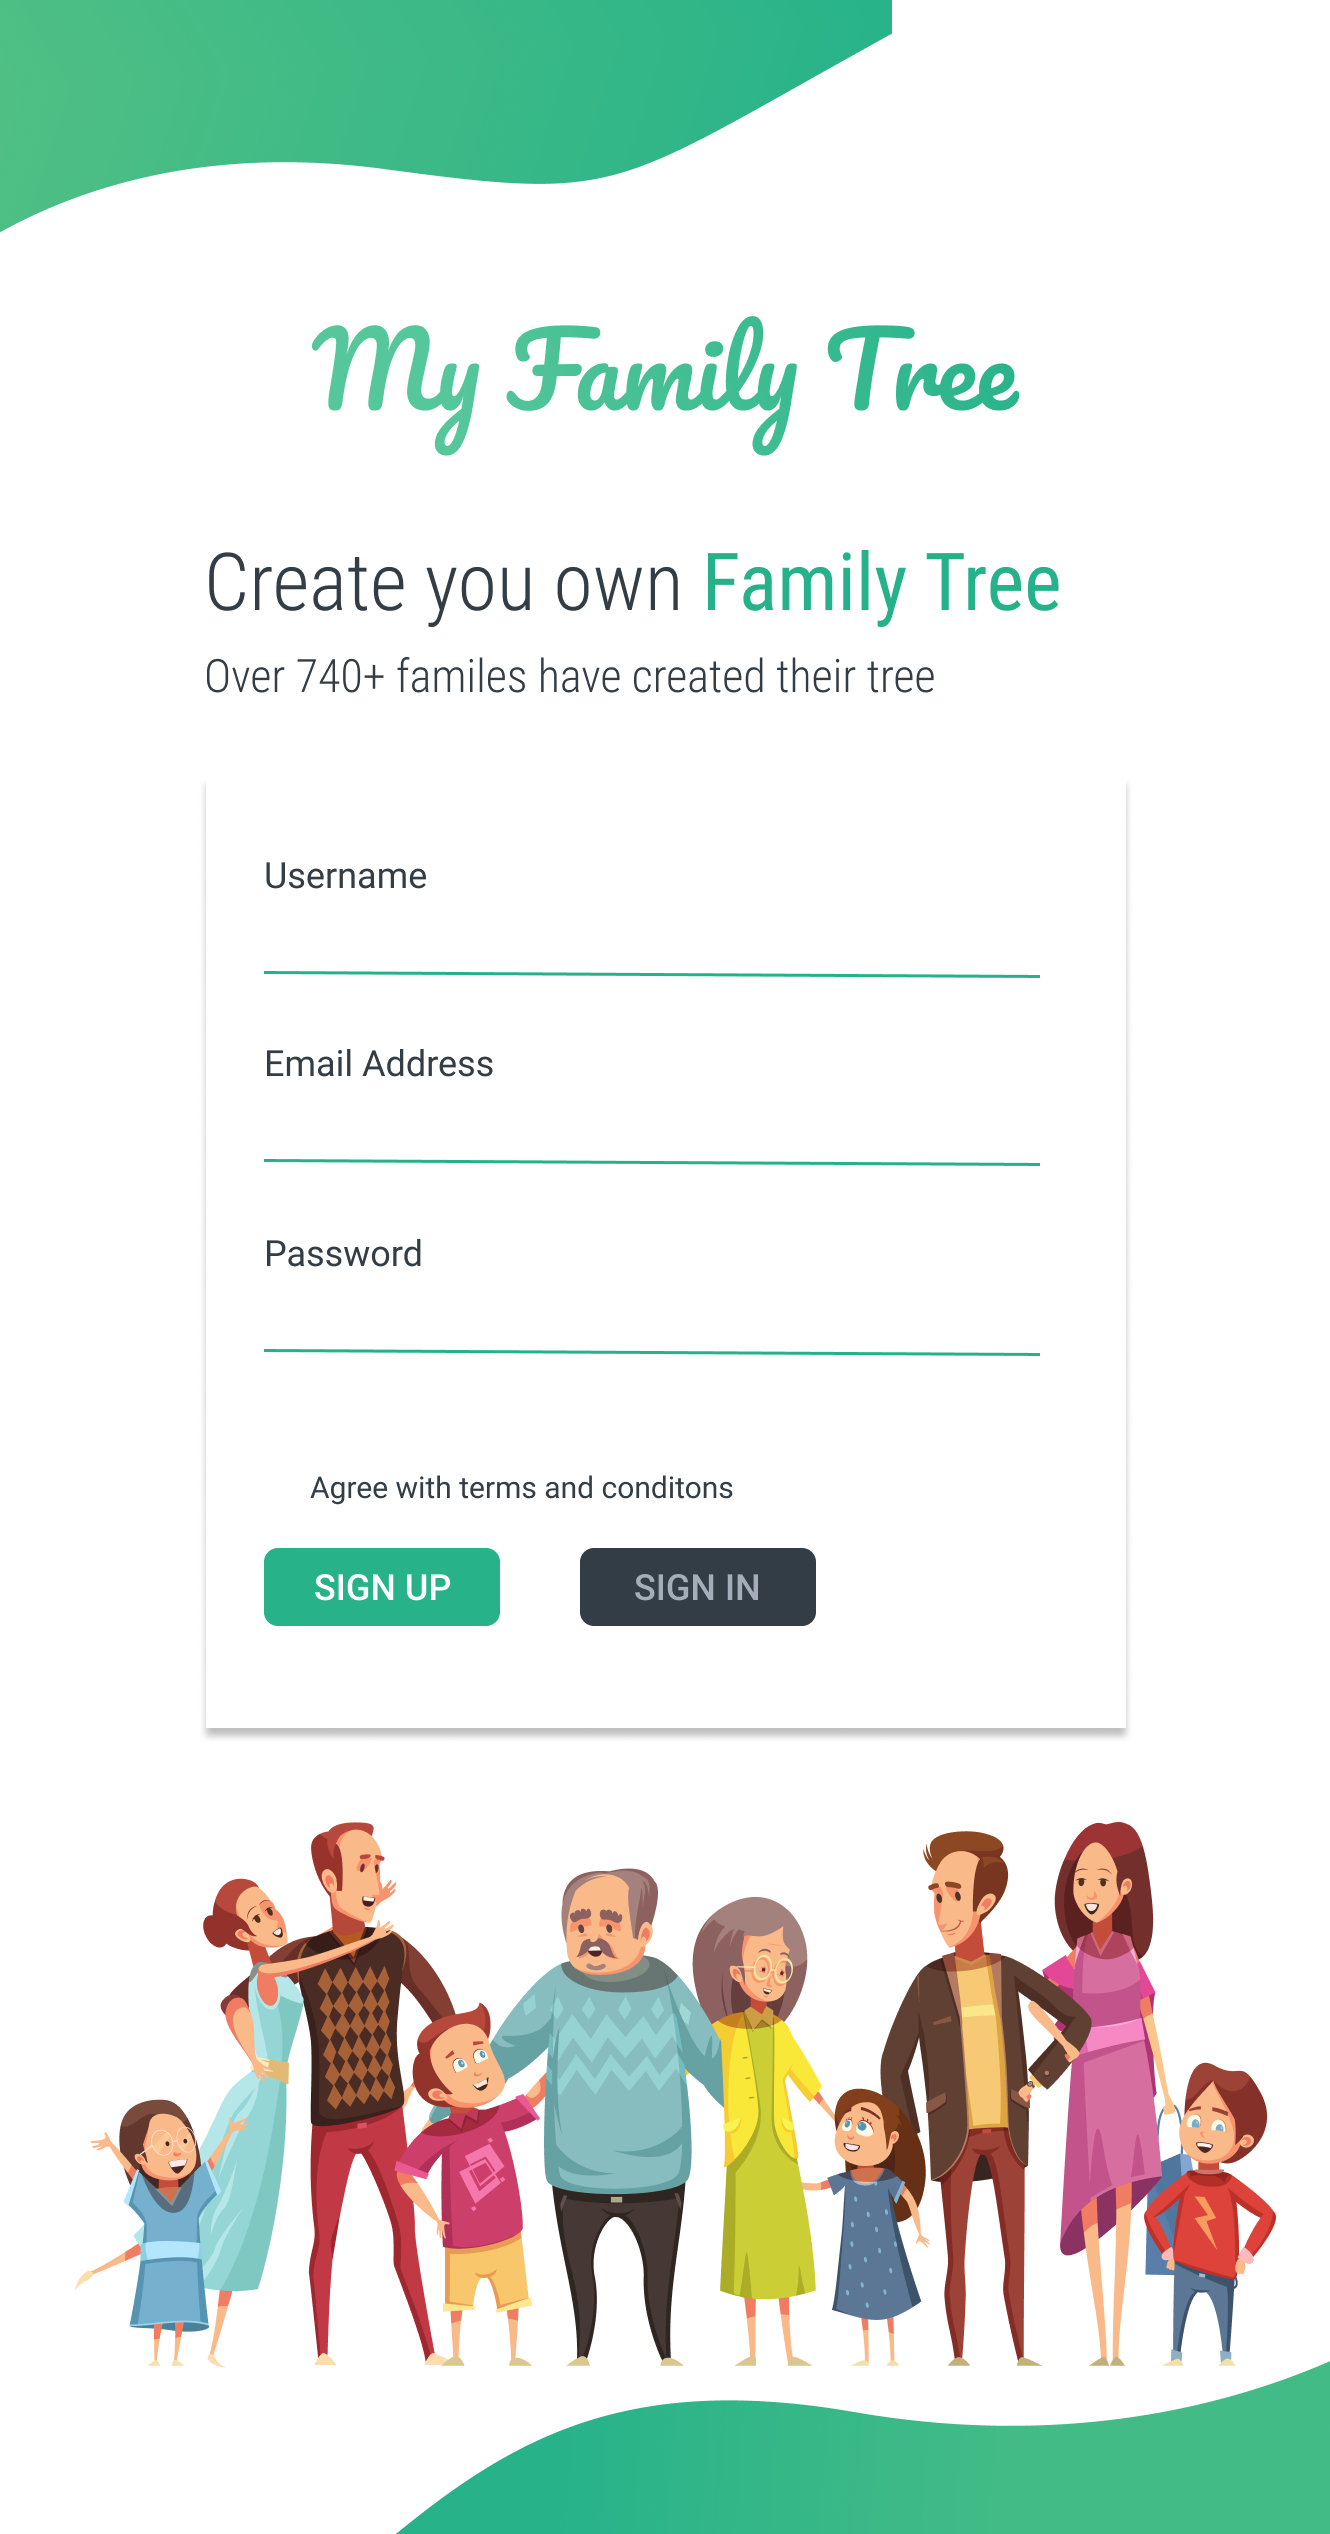 My Family Tree
Create you own Family Tree
Over 740+ familes have created their tree
Username
Email Address
Password
Agree with terms and conditons
SIGN UP SIGN IN